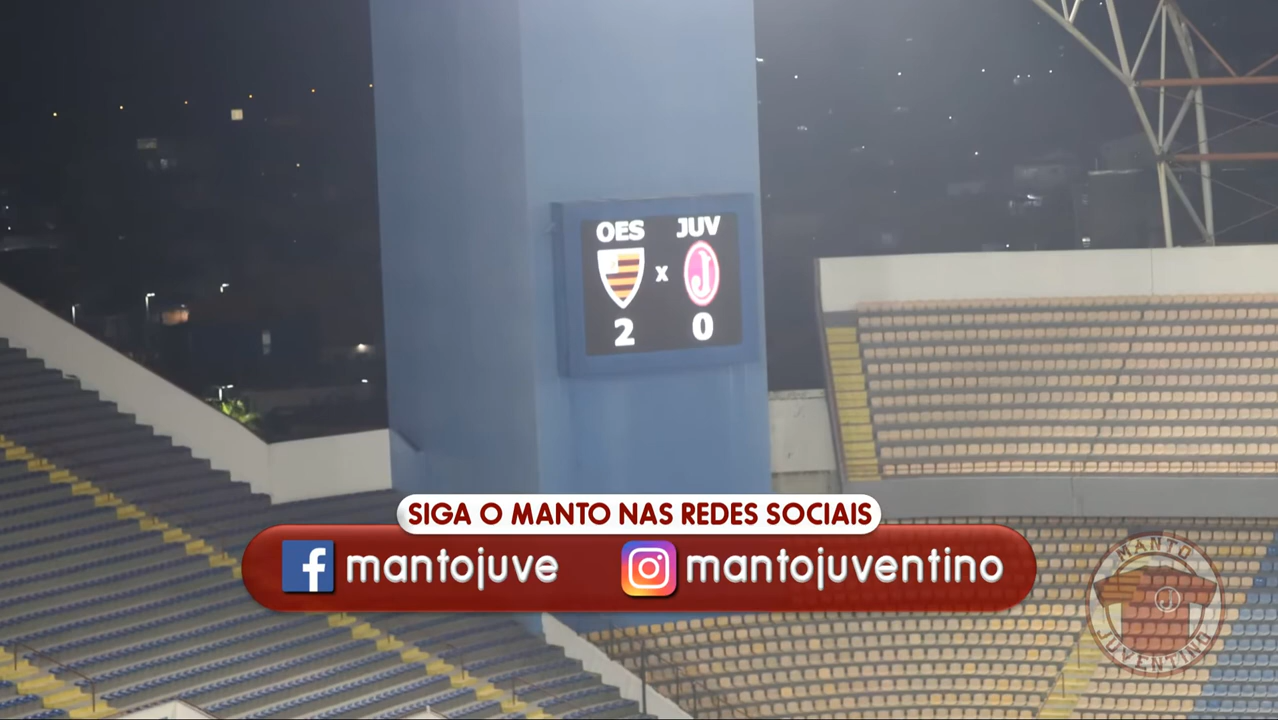 OES JUV
J x J
2 0
SIGA O MANTO NAS REDES SOCIAIS
f mantojuve mantojuventino
MANTO
J
JUVENTINO